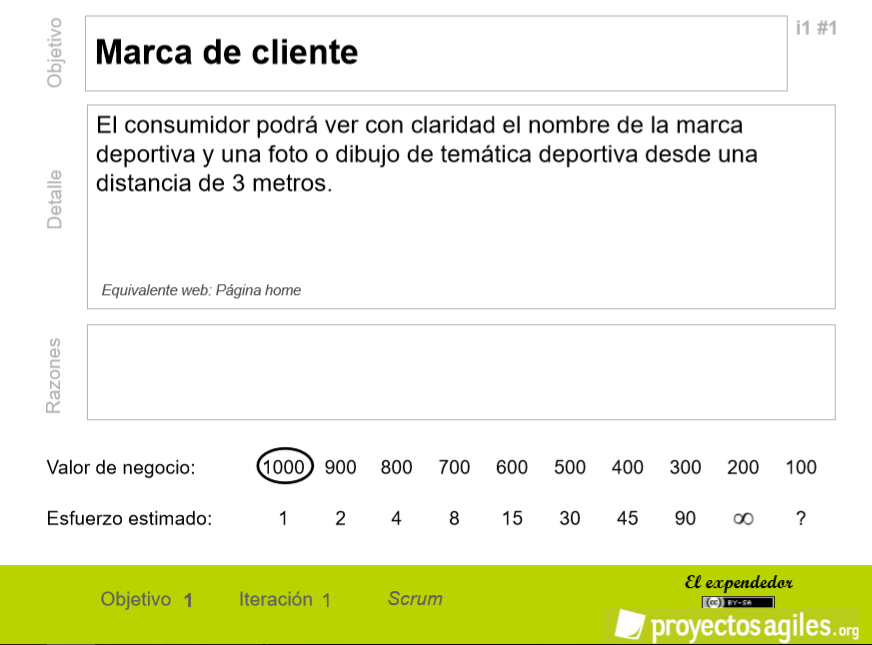 Objetivo
Marca de cliente
i1 #1
Detalle
El consumidor podrá ver con claridad el nombre de la marca
deportiva y una foto o dibujo de temática deportiva desde una
distancia de 3 metros.
Equivalente web: Página home
Razones
Valor de negocio: 1000 900 800 700 600 500 400 300 200 100
Esfuerzo estimado: 1 2 4 8 15 30 45 90 ∞ ?
Objetivo 1 Iteración 1 Scrum
El expendedor
(cc) BY-SA
proyectosagiles.org